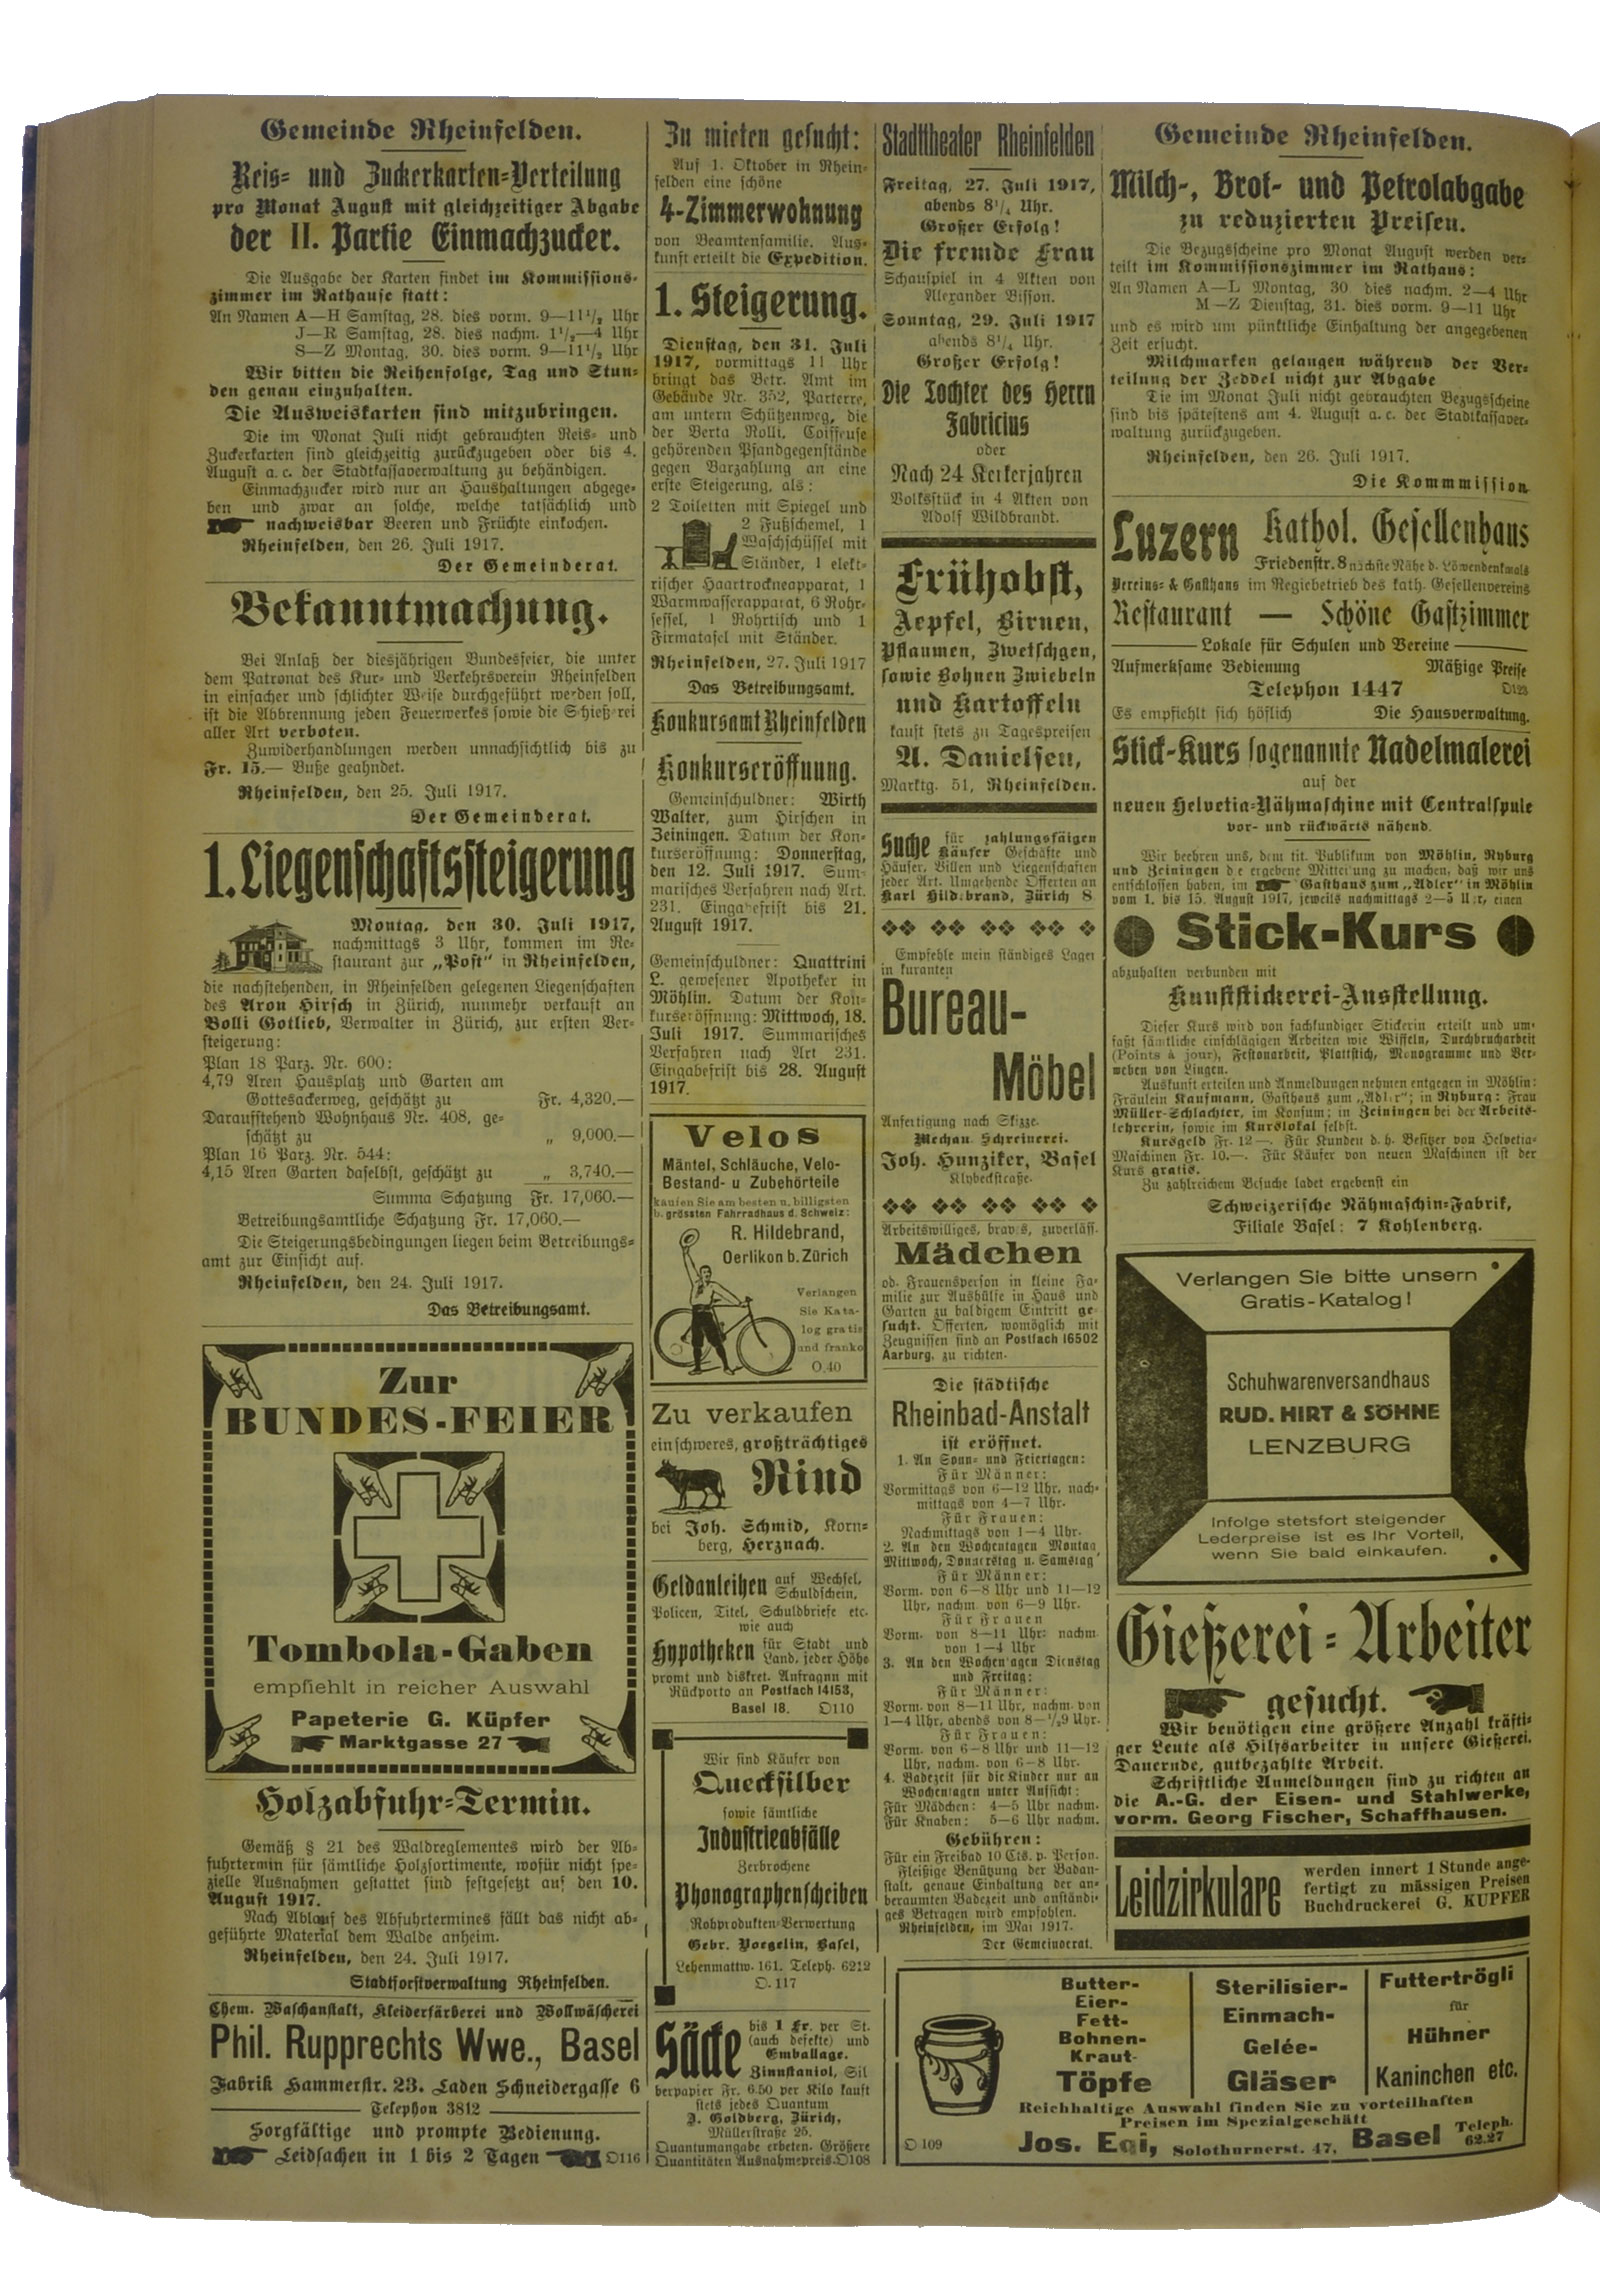 Gemeinde Rheinfelden.
Reis= und Zuckerkarten=Verteilung
pro Monat August mit gleichzeitiger Abgabe
der II. Partie Einmachzucker.
Die Ausgabe der Karten findet im Kommissions=
zimmer im Rathause statt:
An Namen A—H Samstag, 28. dies vorm. 9—11½ Uhr
J—R Samstag, 28. dies nachm. 1½—4 Uhr
S—Z Montag, 30. dies vorm. 9—11½ Uhr
Wir bitten die Reihenfolge, Tag und Stun=
den genau einzuhalten.
Die Ausweiskarten sind mitzubringen.
Die im Monat Juli nicht gebrauchten Reis= und
Zuckerkarten sind gleichzeitig zurückzugeben oder bis 4.
August a. c. der Stadtkassaverwaltung zu behändigen.
Einmachzucker wird nur an Haushaltungen abgege=
ben und zwar an solche, welche tatsächlich und
nachweisbar Beeren und Früchte einkochen.
Rheinfelden, den 26. Juli 1917.
Der Gemeinderat.
Bekanntmachung.
Bei Anlaß der diesjährigen Bundesfeier, die unter
dem Patronat des Kur= und Verkehrsverein Rheinfelden
in einfacher und schlichter Weise durchgeführt werden soll,
ist die Abbrennung jeden Feuerwerkes sowie die Schießerei
aller Art verboten.
Zuwiderhandlungen werden unnachsichtlich bis zu
Fr. 15.— Buße geahndet.
Rheinfelden, den 25. Juli 1917.
Der Gemeinderat.
1. Liegenschaftssteigerung
Montag, den 30. Juli 1917,
nachmittags 3 Uhr, kommen im Re=
staurant zur „Post" in Rheinfelden,
die nachstehenden, in Rheinfelden gelegenen Liegenschaften
des Aron Hirsch in Zürich, nunmehr verkauft an
Bolli Gotlieb, Verwalter in Zürich, zur ersten Ver=
steigerung:
Plan 18 Parz. Nr. 600:
4,79 Aren Hausplatz und Garten am
Gottesackerweg, geschätzt zu Fr. 4,320.—
Daraufstehend Wohnhaus Nr. 408, ge=
schätzt zu „ 9,000.—
Plan 16 Parz. Nr. 544:
4,15 Aren Garten daselbst, geschätzt zu „ 3,740.—
Summa Schatzung Fr. 17,060.—
Betreibungsamtliche Schatzung Fr. 17,060.—
Die Steigerungsbedingungen liegen beim Betreibungs=
amt zur Einsicht auf.
Rheinfelden, den 24. Juli 1917.
Das Betreibungsamt.
Zur
BUNDES-FEIER
Tombola-Gaben
empfiehlt in reicher Auswahl
Papeterie G. Küpfer
Marktgasse 27
Holzabfuhr=Termin.
Gemäß § 21 des Waldreglementes wird der Ab=
fuhrtermin für sämtliche Holzsortimente, wofür nicht spe=
zielle Ausnahmen gestattet sind festgesetzt auf den 10.
August 1917.
Nach Ablauf des Abfuhrtermines fällt das nicht ab=
geführte Material dem Walde anheim.
Rheinfelden, den 24. Juli 1917.
Stadtforstverwaltung Rheinfelden.
Chem. Waschanstalt, Kleiderfärberei und Wollwäscherei
Phil. Rupprechts Wwe., Basel
Fabrik Hammerstr. 23. Laden Schneidergasse 6
Telephon 3812
Sorgfältige und prompte Bedienung.
Leidsachen in 1 bis 2 Tagen O116
Zu mieten gesucht:
Auf 1. Oktober in Rhein=
felden eine schöne
4-Zimmerwohnung
von Beamtenfamilie. Aus=
kunft erteilt die Expedition.
1. Steigerung.
Dienstag, den 31. Juli
1917, vormittags 11 Uhr
bringt das Betr. Amt im
Gebäude Nr. 352, Parterre,
am untern Schützenweg, die
der Berta Nolli, Coiffeuse
gehörenden Pfandgegenstände
gegen Barzahlung an eine
erste Steigerung, als:
2 Toiletten mit Spiegel und
2 Fußschemel, 1
Waschschüssel mit
Ständer, 1 elekt=
rischer Haartrockneapparat, 1
Warmwasserapparat, 6 Rohr=
sessel, 1 Rohrtisch und 1
Firmatafel mit Ständer.
Rheinfelden, 27. Juli 1917
Das Betreibungsamt.
Konkursamt Rheinfelden
Konkurseröffnung.
Gemeinschuldner: Wirth
Walter, zum Hirschen in
Zeiningen. Datum der Kon=
kurseröffnung: Donnerstag,
den 12. Juli 1917. Sum=
marisches Verfahren nach Art.
231. Eingabefrist bis 21.
August 1917.
Gemeinschuldner: Quattrini
L. gewesener Apotheker in
Möhlin. Datum der Kon=
kurseröffnung: Mittwoch, 18.
Juli 1917. Summarisches
Verfahren nach Art 231.
Eingabefrist bis 28. August
1917.
Velos
Mäntel, Schläuche, Velo-
Bestand- u Zubehörteile
kaufen Sie am besten u. billigsten
b. grössten Fahrradhaus d. Schweiz:
R. Hildebrand,
Oerlikon b. Zürich
Verlangen
Sie Kata-
log gratis
und franko
O.40
Zu verkaufen
ein schweres, großträchtiges
Rind
bei Joh. Schmid, Korn=
berg, Herznach.
Geldanleihen auf Wechsel,
Schuldschein,
Policen, Titel, Schuldbriefe etc.
wie auch
Hypotheken für Stadt und
Land, jeder Höhe
promt und diskret. Anfragnn mit
Rückporto an Postfach 14153,
Basel 18. O110
Wir sind Käufer von
Quecksilber
sowie sämtliche
Industrieabfälle
Zerbrochene
Phonographenscheiben
Rohprodukten=Verwertung
Gebr. Voegelin, Basel,
Lehenmattw. 161. Teleph. 6212
O. 117
Säcke bis 1 Fr. per St.
(auch defekte) und
Emballage.
Zinnstaniol, Sil
berpapier Fr. 6.50 per Kilo kauft
stets jedes Quantum
J. Goldberg, Zürich,
Müllerstraße 25.
Quantumangabe erbeten. Größere
Quantitäten Ausnahmepreis. O108
Stadttheater Rheinfelden
Freitag, 27. Juli 1917,
abends 8¼ Uhr.
Großer Erfolg!
Die fremde Frau
Schauspiel in 4 Akten von
Alexander Bisson.
Sonntag, 29. Juli 1917
abends 8¼ Uhr.
Großer Erfolg!
Die Tochter des Herrn
Fabricius
oder
Nach 24 Kerkerjahren
Volksstück in 4 Akten von
Adolf Wildbrandt.
Frühobst,
Aepfel, Birnen,
Pflaumen, Zwetschgen,
sowie Bohnen Zwiebeln
und Kartoffeln
kauft stets zu Tagespreisen
A. Danielsen,
Marktg. 51, Rheinfelden.
Suche für zahlungsfäigen
Käufer Geschäfte und
Häuser, Villen und Liegenschaften
jeder Art. Umgehende Offerten an
Karl Hildebrand, Zürich 8
Empfehle mein ständiges Lager
in kuranten
Bureau-
Möbel
Anfertigung nach Skizze.
Mechan Schreinerei.
Joh. Hunziker, Basel
Klybeckstraße.
Arbeitswilliges, braves, zuverläss.
Mädchen
od. Frauensperson in kleine Fa=
milie zur Aushülfe in Haus und
Garten zu baldigem Eintritt ge=
sucht. Offerten, womöglich mit
Zeugnissen sind an Postfach 16502
Aarburg, zu richten.
Die städtische
Rheinbad-Anstalt
ist eröffnet.
1. An Sonn= und Feiertagen:
Für Männer:
Vormittags von 6—12 Uhr, nach=
mittags von 4—7 Uhr.
Für Frauen:
Nachmittags von 1—4 Uhr.
2. An den Wochentagen Montag
Mittwoch, Donnerstag u. Samstag
Für Männer:
Vorm. von 6—8 Uhr und 11—12
Uhr, nachm. von 6—9 Uhr.
Für Frauen
Vorm. von 8—11 Uhr: nachm.
von 1—4 Uhr
3. An den Wochentagen Dienstag
und Freitag:
Für Männer:
Vorm. von 8—11 Uhr, nachm. von
1—4 Uhr, abends von 8—½9 Uhr.
Für Frauen:
Vorm. von 6—8 Uhr und 11—12
Uhr, nachm. von 6—8 Uhr.
4. Badezeit für die Kinder nur an
Wochentagen unter Aufsicht:
Für Mädchen: 4—5 Uhr nachm.
Für Knaben: 5—6 Uhr nachm.
Gebühren:
Für ein Freibad 10 Cts. p. Person.
Fleißige Benützung der Badan=
stalt, genaue Einhaltung der an=
beraumten Badezeit und anständi=
ges Betragen wird empfohlen.
Rheinfelden, im Mai 1917.
Der Gemeinderat.
Gemeinde Rheinfelden.
Milch-, Brot- und Petrolabgabe
zu reduzierten Preisen.
Die Bezugsscheine pro Monat August werden ver=
teilt im Kommissionszimmer im Rathaus:
An Namen A—L Montag, 30 dies nachm. 2—4 Uhr
M—Z Dienstag, 31. dies vorm. 9—11 Uhr
und es wird um pünktliche Einhaltung der angegebenen
Zeit ersucht.
Milchmarken gelangen während der Ver=
teilung der Zeddel nicht zur Abgabe
Die im Monat Juli nicht gebrauchten Bezugsscheine
sind bis spätestens am 4. August a. c. der Stadtkassaver=
waltung zurückzugeben.
Rheinfelden, den 26. Juli 1917.
Die Kommmission
Luzern Kathol. Gesellenhaus
Friedenstr. 8 nächste Nähe d. Löwendenkmals
Vereins= & Gasthaus im Regiebetrieb des kath. Gesellenvereins
Restaurant — Schöne Gastzimmer
Lokale für Schulen und Vereine
Aufmerksame Bedienung Mäßige Preise
Telephon 1447 O123
Es empfiehlt sich höflich Die Hausverwaltung.
Stick-Kurs sogenannte Nadelmalerei
auf der
neuen Helvetia=Nähmaschine mit Centralspule
vor- und rückwärts nähend.
Wir beehren uns, dem tit. Publikum von Möhlin, Ryburg
und Zeiningen die ergebene Mitteilung zu machen, daß wir uns
entschlossen haben, im Gasthaus zum „Adler" in Möhlin
vom 1. bis 15. August 1917, jeweils nachmittags 2—5 Uhr, einen
Stick-Kurs
abzuhalten verbunden mit
Kunststickerei-Ausstellung.
Dieser Kurs wird von fachkundiger Stickerin erteilt und um=
faßt sämtliche einschlägigen Arbeiten wie Wiffeln, Durchbrucharbeit
(Points à jour), Festonarbeit, Plattstich, Monogramme und Ver=
weben von Lingen.
Auskunft erteilen und Anmeldungen nehmen entgegen in Möhlin:
Fräulein Kaufmann, Gasthaus zum „Adler"; in Ryburg: Frau
Müller-Schlachter, im Konsum; in Zeiningen bei der Arbeits=
lehrerin, sowie im Kurslokal selbst.
Kursgeld Fr. 12—. Für Kunden d. h. Besitzer von Helvetia=
Maschinen Fr. 10.—. Für Käufer von neuen Maschinen ist der
Kurs gratis.
Zu zahlreichem Besuche ladet ergebenst ein
Schweizerische Nähmaschin=Fabrik,
Filiale Basel: 7 Kohlenberg.
Verlangen Sie bitte unsern
Gratis-Katalog!
Schuhwarenversandhaus
RUD. HIRT & SÖHNE
LENZBURG
Infolge stetsfort steigender
Lederpreise ist es Ihr Vorteil,
wenn Sie bald einkaufen.
Gießerei=Arbeiter
gesucht.
Wir benötigen eine größere Anzahl kräfti=
ger Leute als Hilfsarbeiter in unsere Gießerei.
Dauernde, gutbezahlte Arbeit.
Schriftliche Anmeldungen sind zu richten an
die A.-G. der Eisen- und Stahlwerke,
vorm. Georg Fischer, Schaffhausen.
Leidzirkulare werden innert 1 Stunde ange-
fertigt zu mässigen Preisen
Buchdruckerei G. KUPFER
Butter-
Eier-
Fett-
Bohnen-
Kraut-
Töpfe
Sterilisier-
Einmach-
Gelée-
Gläser
Futtertrögli
für
Hühner
Kaninchen etc.
Reichhaltige Auswahl finden Sie zu vorteilhaften
Preisen im Spezialgeschäft
O 109 Jos. Egi, Solothurnerst. 47, Basel Teleph.
62.27